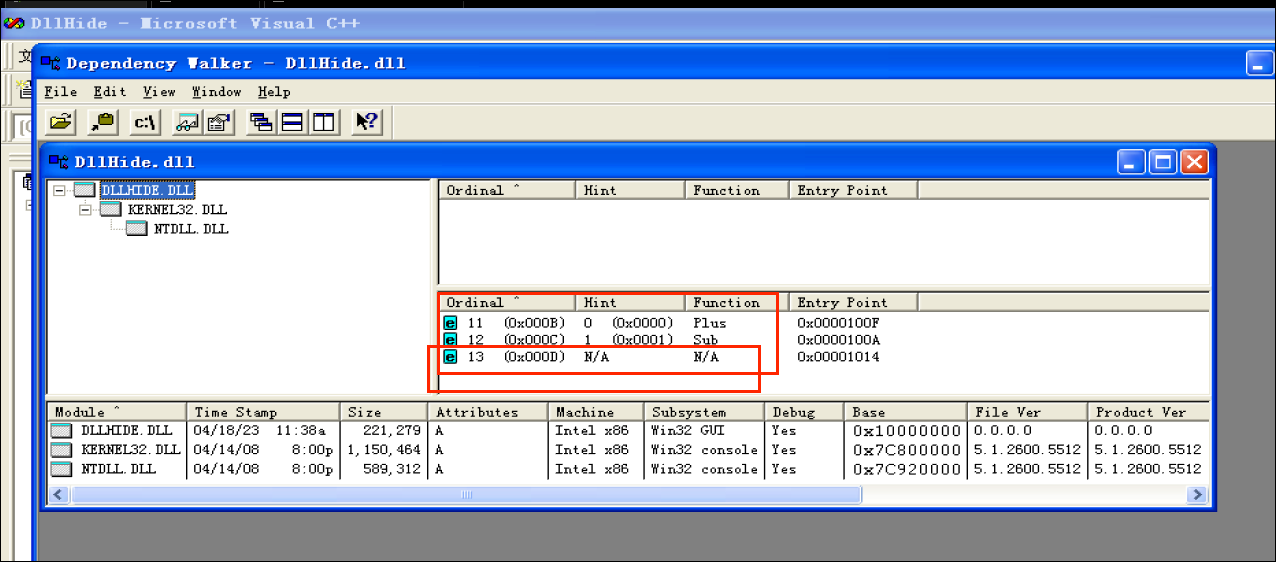 DllHide - Microsoft Visual C++
文
Dependency Walker - DllHide.dll
File Edit View Window Help
c:\
DllHide.dll
DLLHIDE.DLL
KERNEL32.DLL
NTDLL.DLL
Ordinal ^ Hint Function Entry Point
Ordinal ^ Hint Function Entry Point
e 11 (0x000B) 0 (0x0000) Plus 0x0000100F
e 12 (0x000C) 1 (0x0001) Sub 0x0000100A
e 13 (0x000D) N/A N/A 0x00001014
Module ^ Time Stamp Size Attributes Machine Subsystem Debug Base File Ver Product Ver
DLLHIDE.DLL 04/18/23 11:38a 221,279 A Intel x86 Win32 GUI Yes 0x10000000 0.0.0.0 0.0.0.0
KERNEL32.DLL 04/14/08 8:00p 1,150,464 A Intel x86 Win32 console Yes 0x7C800000 5.1.2600.5512 5.1.2600.5512
NTDLL.DLL 04/14/08 8:00p 589,312 A Intel x86 Win32 console Yes 0x7C920000 5.1.2600.5512 5.1.2600.5512